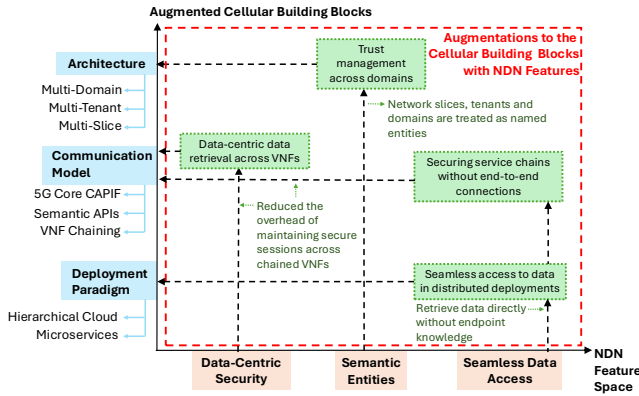 Augmented Cellular Building Blocks
Augmentations to the
Cellular Building Blocks
with NDN Features
Architecture
Multi-Domain
Multi-Tenant
Multi-Slice
Trust
management
across domains
Network slices, tenants and
domains are treated as named
entities
Communication
Model
5G Core CAPIF
Semantic APIs
VNF Chaining
Data-centric data
retrieval across VNFs
Securing service chains
without end-to-end
connections
Reduced the
overhead of
maintaining secure
sessions across
chained VNFs
Deployment
Paradigm
Hierarchical Cloud
Microservices
Seamless access to data
in distributed deployments
Retrieve data directly
without endpoint
knowledge
Data-Centric
Security
Semantic
Entities
Seamless Data
Access
NDN
Feature
Space